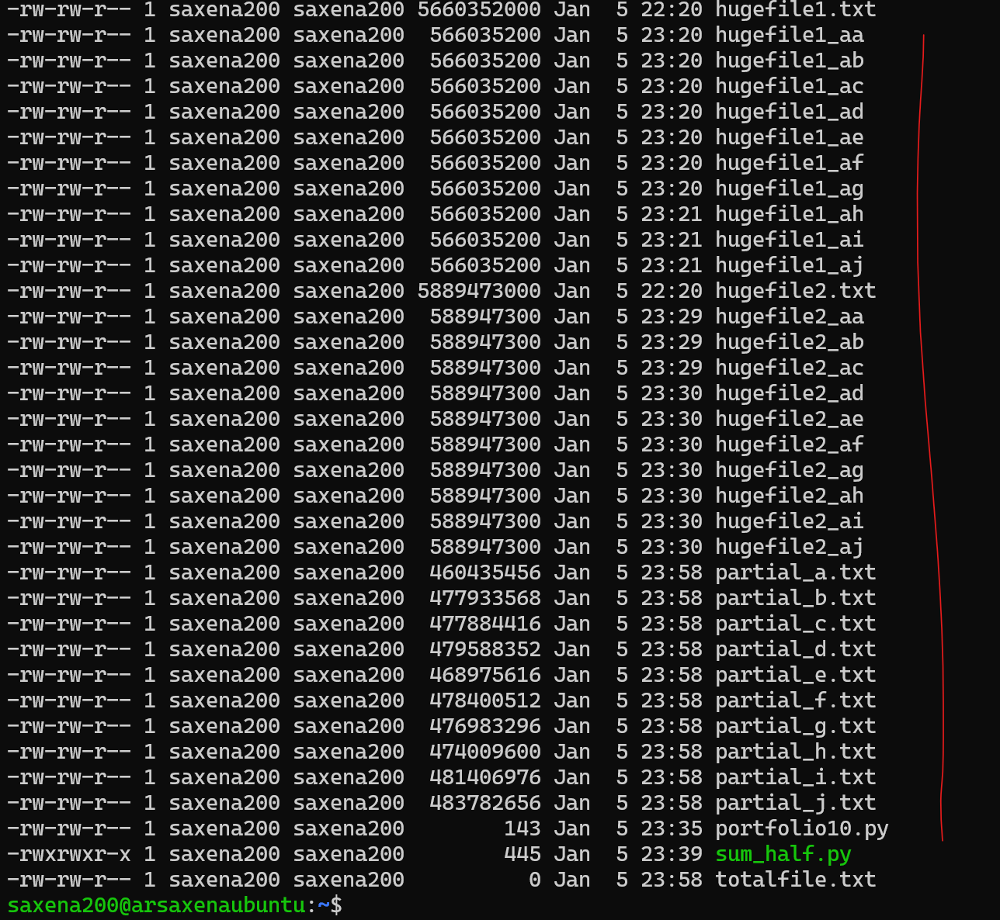 -rw-rw-r-- 1 saxena200 saxena200 5660352000 Jan  5 22:20 hugefile1.txt
-rw-rw-r-- 1 saxena200 saxena200  566035200 Jan  5 23:20 hugefile1_aa
-rw-rw-r-- 1 saxena200 saxena200  566035200 Jan  5 23:20 hugefile1_ab
-rw-rw-r-- 1 saxena200 saxena200  566035200 Jan  5 23:20 hugefile1_ac
-rw-rw-r-- 1 saxena200 saxena200  566035200 Jan  5 23:20 hugefile1_ad
-rw-rw-r-- 1 saxena200 saxena200  566035200 Jan  5 23:20 hugefile1_ae
-rw-rw-r-- 1 saxena200 saxena200  566035200 Jan  5 23:20 hugefile1_af
-rw-rw-r-- 1 saxena200 saxena200  566035200 Jan  5 23:20 hugefile1_ag
-rw-rw-r-- 1 saxena200 saxena200  566035200 Jan  5 23:21 hugefile1_ah
-rw-rw-r-- 1 saxena200 saxena200  566035200 Jan  5 23:21 hugefile1_ai
-rw-rw-r-- 1 saxena200 saxena200  566035200 Jan  5 23:21 hugefile1_aj
-rw-rw-r-- 1 saxena200 saxena200 5889473000 Jan  5 22:20 hugefile2.txt
-rw-rw-r-- 1 saxena200 saxena200  588947300 Jan  5 23:29 hugefile2_aa
-rw-rw-r-- 1 saxena200 saxena200  588947300 Jan  5 23:29 hugefile2_ab
-rw-rw-r-- 1 saxena200 saxena200  588947300 Jan  5 23:29 hugefile2_ac
-rw-rw-r-- 1 saxena200 saxena200  588947300 Jan  5 23:30 hugefile2_ad
-rw-rw-r-- 1 saxena200 saxena200  588947300 Jan  5 23:30 hugefile2_ae
-rw-rw-r-- 1 saxena200 saxena200  588947300 Jan  5 23:30 hugefile2_af
-rw-rw-r-- 1 saxena200 saxena200  588947300 Jan  5 23:30 hugefile2_ag
-rw-rw-r-- 1 saxena200 saxena200  588947300 Jan  5 23:30 hugefile2_ah
-rw-rw-r-- 1 saxena200 saxena200  588947300 Jan  5 23:30 hugefile2_ai
-rw-rw-r-- 1 saxena200 saxena200  588947300 Jan  5 23:30 hugefile2_aj
-rw-rw-r-- 1 saxena200 saxena200  460435456 Jan  5 23:58 partial_a.txt
-rw-rw-r-- 1 saxena200 saxena200  477933568 Jan  5 23:58 partial_b.txt
-rw-rw-r-- 1 saxena200 saxena200  477884416 Jan  5 23:58 partial_c.txt
-rw-rw-r-- 1 saxena200 saxena200  479588352 Jan  5 23:58 partial_d.txt
-rw-rw-r-- 1 saxena200 saxena200  468975616 Jan  5 23:58 partial_e.txt
-rw-rw-r-- 1 saxena200 saxena200  478400512 Jan  5 23:58 partial_f.txt
-rw-rw-r-- 1 saxena200 saxena200  476983296 Jan  5 23:58 partial_g.txt
-rw-rw-r-- 1 saxena200 saxena200  474009600 Jan  5 23:58 partial_h.txt
-rw-rw-r-- 1 saxena200 saxena200  481406976 Jan  5 23:58 partial_i.txt
-rw-rw-r-- 1 saxena200 saxena200  483782656 Jan  5 23:58 partial_j.txt
-rw-rw-r-- 1 saxena200 saxena200        143 Jan  5 23:35 portfolio10.py
-rwxrwxr-x 1 saxena200 saxena200        445 Jan  5 23:39 sum_half.py
-rw-rw-r-- 1 saxena200 saxena200          0 Jan  5 23:58 totalfile.txt
saxena200@arsaxenaubuntu:~$